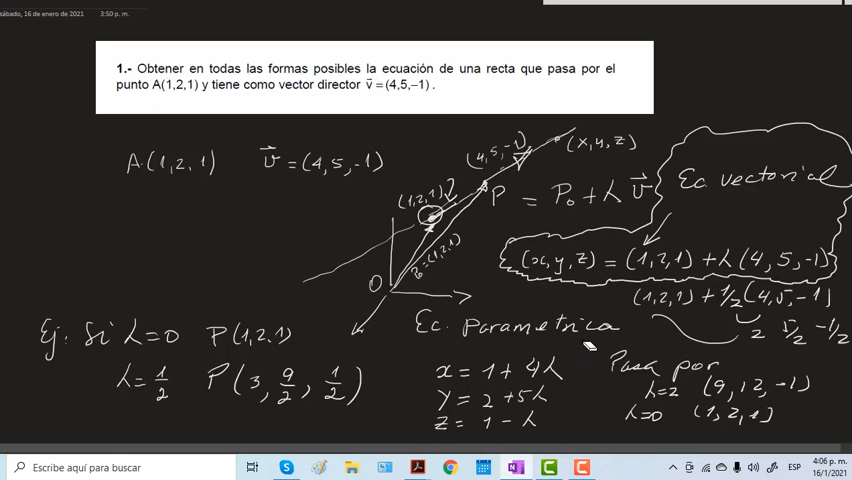 sábado, 16 de enero de 2021 3:50 p. m.
1.- Obtener en todas las formas posibles la ecuación de una recta que pasa por el
punto A(1,2,1) y tiene como vector director v⃗=(4,5,−1) .
A(1,2,1) v⃗ = (4,5,-1)
(4,5,-1)
(x,y,z)
(1,2,1)
P = P₀ + λ v⃗
P₀=(1,2,1)
O
Ec. vectorial
(x,y,z) = (1,2,1) + λ (4,5,-1)
(1,2,1) + 1/2 (4,5,-1)
2 5/2 -1/2
Ej: Si λ=0 P(1,2,1)
λ= 1/2 P(3, 9/2, 1/2)
Ec. parametrica
x = 1 + 4λ
y = 2 + 5λ
z = 1 - λ
Pasa por
λ=2 (9,12,-1)
λ=0 (1,2,1)
Escribe aquí para buscar
ESP
4:06 p. m.
16/1/2021